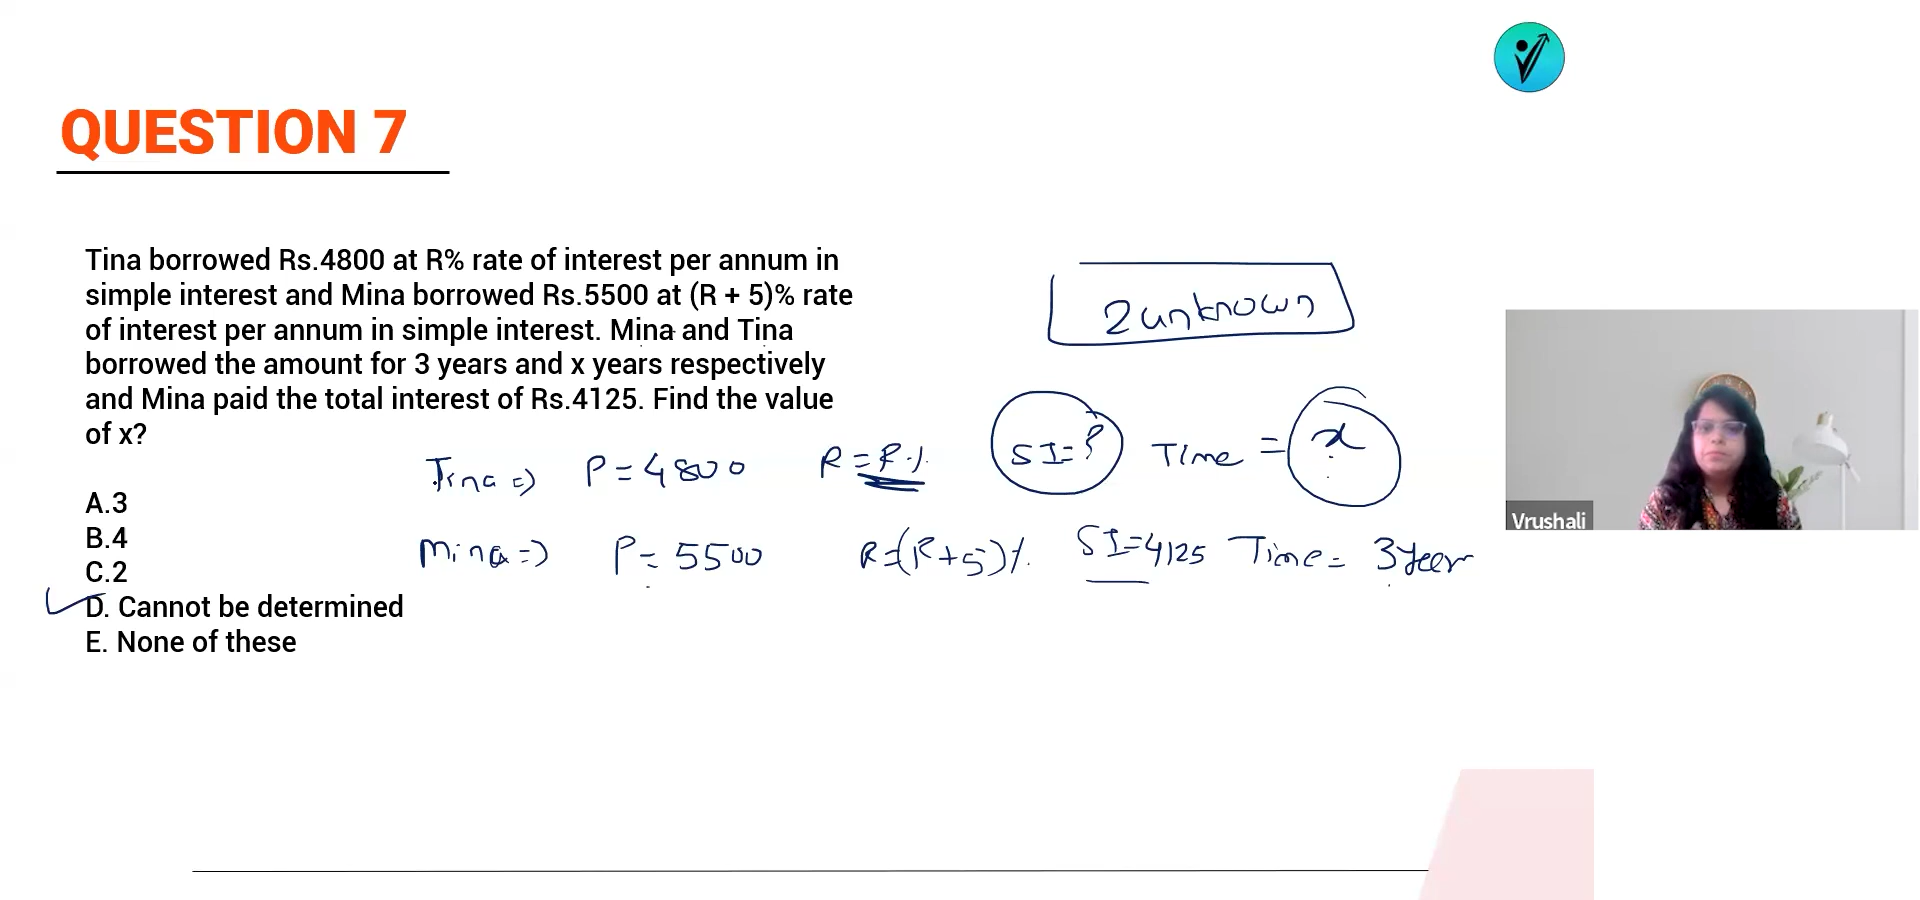 QUESTION 7
Tina borrowed Rs.4800 at R% rate of interest per annum in
simple interest and Mina borrowed Rs.5500 at (R + 5)% rate
of interest per annum in simple interest. Mina and Tina
borrowed the amount for 3 years and x years respectively
and Mina paid the total interest of Rs.4125. Find the value
of x?
2 unknown
Tina => P = 4800 R = R% SI=? Time = x
Mina => P = 5500 R=(R+5)% SI=4125 Time = 3 year
A.3
B.4
C.2
D. Cannot be determined
E. None of these
Vrushali